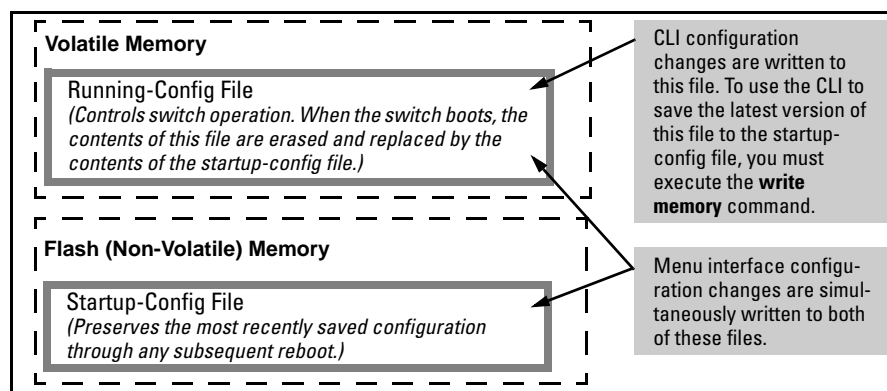 Volatile Memory
Running-Config File
(Controls switch operation. When the switch boots, the
contents of this file are erased and replaced by the
contents of the startup-config file.)
CLI configuration
changes are written to
this file. To use the CLI to
save the latest version of
this file to the startup-
config file, you must
execute the write
memory command.
Flash (Non-Volatile) Memory
Startup-Config File
(Preserves the most recently saved configuration
through any subsequent reboot.)
Menu interface configu-
ration changes are simul-
taneously written to both
of these files.